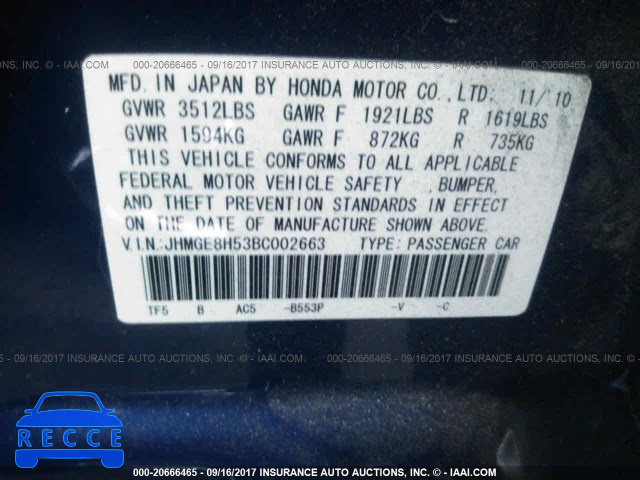 000-20666465 - 09/16/2017 - INSURANCE AUTO AUCTIONS, CORP. © - IAAI.COM
MFD. IN JAPAN BY HONDA MOTOR CO., LTD. 11/10
GVWR 3512LBS GAWR F 1921LBS R 1619LBS
GVWR 1594KG GAWR F 872KG R 735KG
THIS VEHICLE CONFORMS TO ALL APPLICABLE
FEDERAL MOTOR VEHICLE SAFETY , BUMPER,
AND THEFT PREVENTION STANDARDS IN EFFECT
ON THE DATE OF MANUFACTURE SHOWN ABOVE.
V.I.N.:JHMGE8H53BC002663 TYPE: PASSENGER CAR
TF5 B AC5 -B553P -V -C
000-20666465 - 09/16/2017 - INSURANCE AUTO AUCTIONS, CORP. © - IAAI.COM
RECCE
000-20666465 - 09/16/2017 INSURANCE AUTO AUCTIONS, CORP. © - IAAI.COM